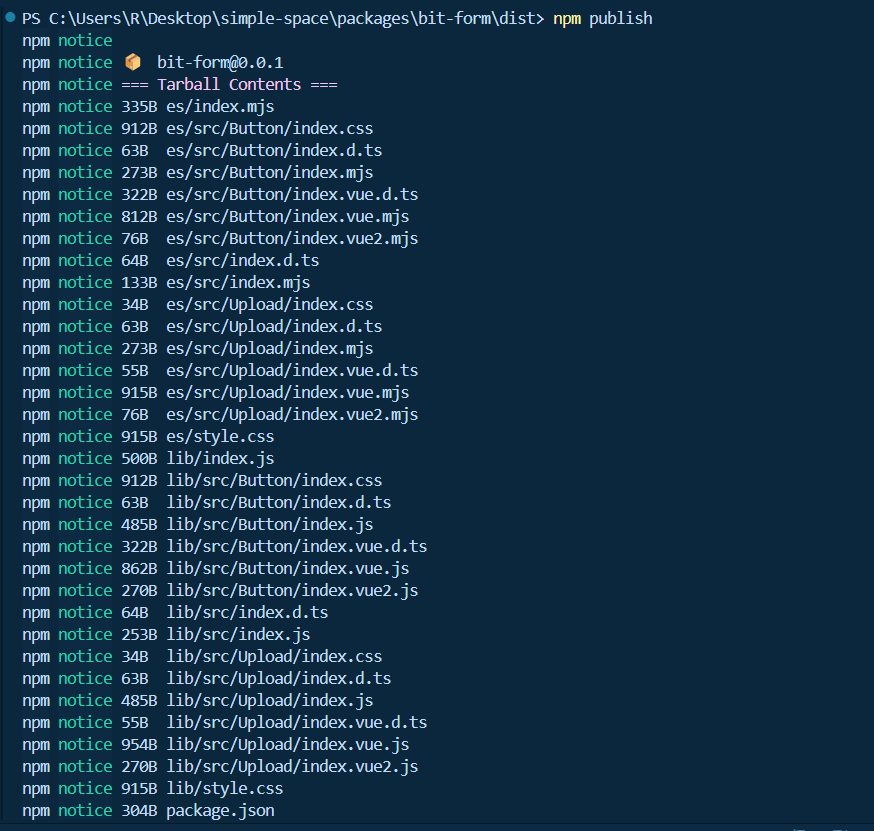 PS C:\Users\R\Desktop\simple-space\packages\bit-form\dist> npm publish
npm notice
npm notice 📦  bit-form@0.0.1
npm notice === Tarball Contents ===
npm notice 335B es/index.mjs
npm notice 912B es/src/Button/index.css
npm notice 63B  es/src/Button/index.d.ts
npm notice 273B es/src/Button/index.mjs
npm notice 322B es/src/Button/index.vue.d.ts
npm notice 812B es/src/Button/index.vue.mjs
npm notice 76B  es/src/Button/index.vue2.mjs
npm notice 64B  es/src/index.d.ts
npm notice 133B es/src/index.mjs
npm notice 34B  es/src/Upload/index.css
npm notice 63B  es/src/Upload/index.d.ts
npm notice 273B es/src/Upload/index.mjs
npm notice 55B  es/src/Upload/index.vue.d.ts
npm notice 915B es/src/Upload/index.vue.mjs
npm notice 76B  es/src/Upload/index.vue2.mjs
npm notice 915B es/style.css
npm notice 500B lib/index.js
npm notice 912B lib/src/Button/index.css
npm notice 63B  lib/src/Button/index.d.ts
npm notice 485B lib/src/Button/index.js
npm notice 322B lib/src/Button/index.vue.d.ts
npm notice 862B lib/src/Button/index.vue.js
npm notice 270B lib/src/Button/index.vue2.js
npm notice 64B  lib/src/index.d.ts
npm notice 253B lib/src/index.js
npm notice 34B  lib/src/Upload/index.css
npm notice 63B  lib/src/Upload/index.d.ts
npm notice 485B lib/src/Upload/index.js
npm notice 55B  lib/src/Upload/index.vue.d.ts
npm notice 954B lib/src/Upload/index.vue.js
npm notice 270B lib/src/Upload/index.vue2.js
npm notice 915B lib/style.css
npm notice 304B package.json